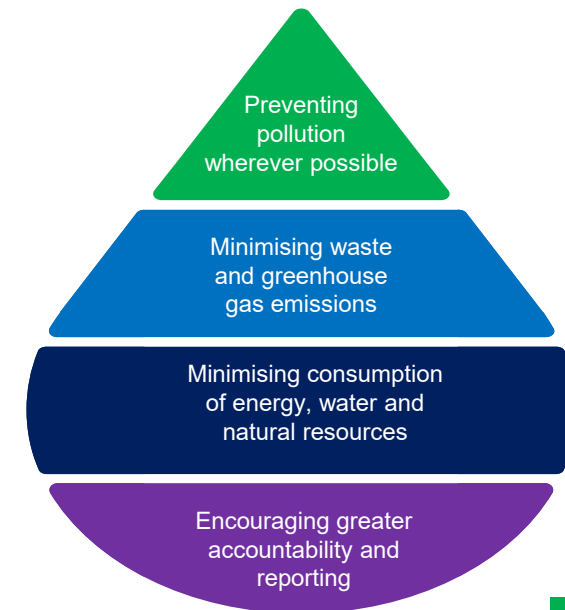 Preventing
pollution
wherever possible
Minimising waste
and greenhouse
gas emissions
Minimising consumption
of energy, water and
natural resources
Encouraging greater
accountability and
reporting